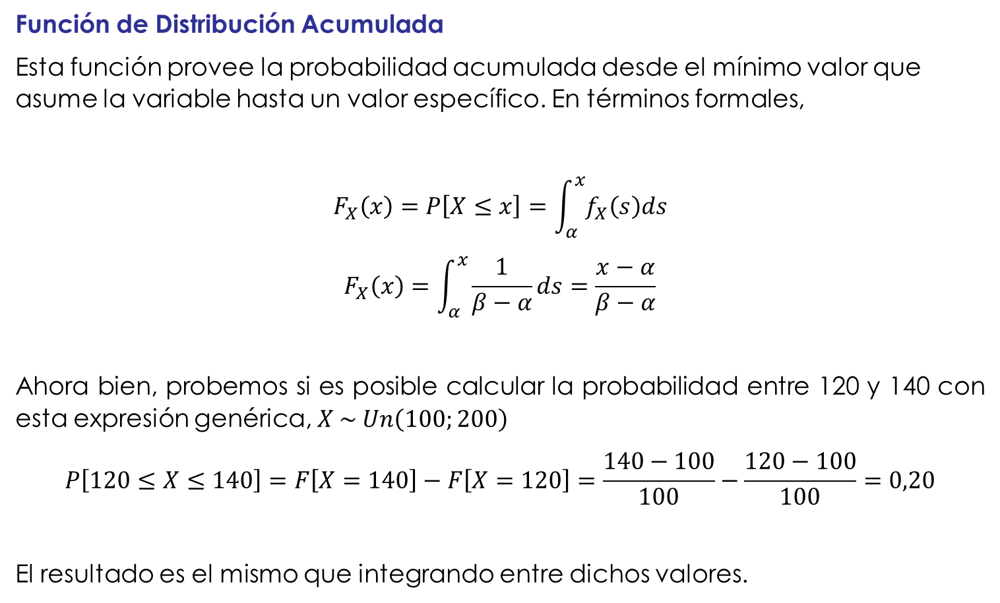 Función de Distribución Acumulada
Esta función provee la probabilidad acumulada desde el mínimo valor que
asume la variable hasta un valor específico. En términos formales,
$F_X(x) = P[X \leq x] = \int_{\alpha}^{x} f_X(s)ds$
$F_X(x) = \int_{\alpha}^{x} \frac{1}{\beta - \alpha} ds = \frac{x - \alpha}{\beta - \alpha}$
Ahora bien, probemos si es posible calcular la probabilidad entre 120 y 140 con
esta expresión genérica, $X \sim Un(100; 200)$
$P[120 \leq X \leq 140] = F[X = 140] - F[X = 120] = \frac{140 - 100}{100} - \frac{120 - 100}{100} = 0,20$
El resultado es el mismo que integrando entre dichos valores.